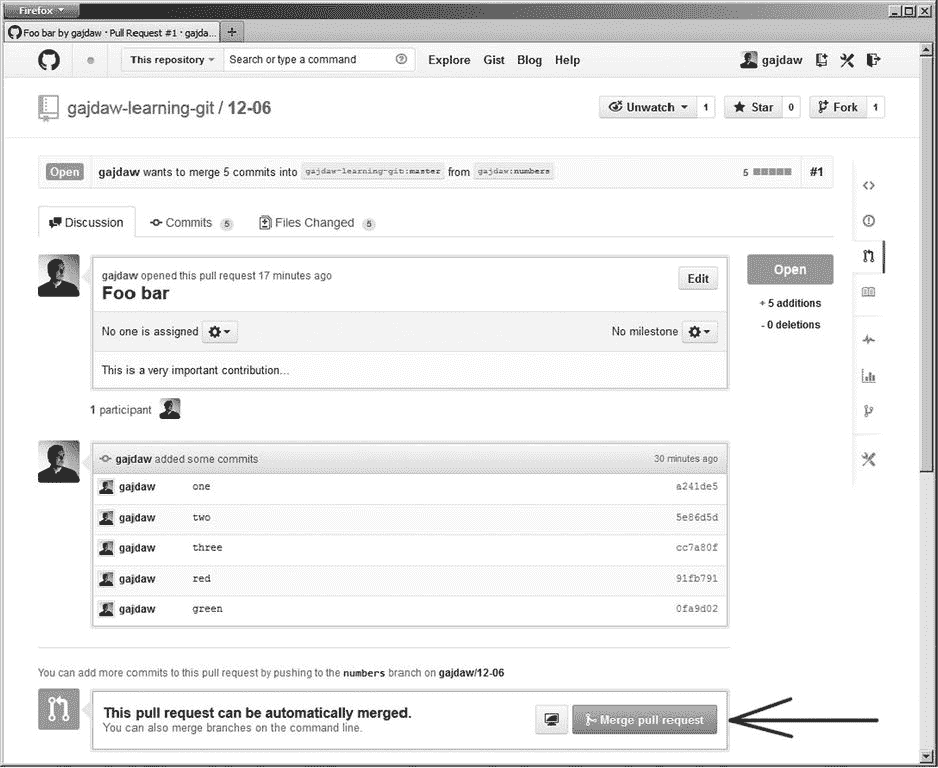 Firefox
Foo bar by gajdaw · Pull Request #1 · gajda...
This repository Search or type a command Explore Gist Blog Help gajdaw
gajdaw-learning-git / 12-06 Unwatch 1 Star 0 Fork 1
Open gajdaw wants to merge 5 commits into gajdaw-learning-git:master from gajdaw:numbers 5 #1
Discussion Commits 5 Files Changed 5
gajdaw opened this pull request 17 minutes ago
Foo bar
Edit
Open
+ 5 additions
- 0 deletions
No one is assigned No milestone
This is a very important contribution...
1 participant
gajdaw added some commits 30 minutes ago
gajdaw one a241de5
gajdaw two 5e86d5d
gajdaw three cc7a80f
gajdaw red 91fb791
gajdaw green 0fa9d02
You can add more commits to this pull request by pushing to the numbers branch on gajdaw/12-06
This pull request can be automatically merged.
You can also merge branches on the command line.
Merge pull request